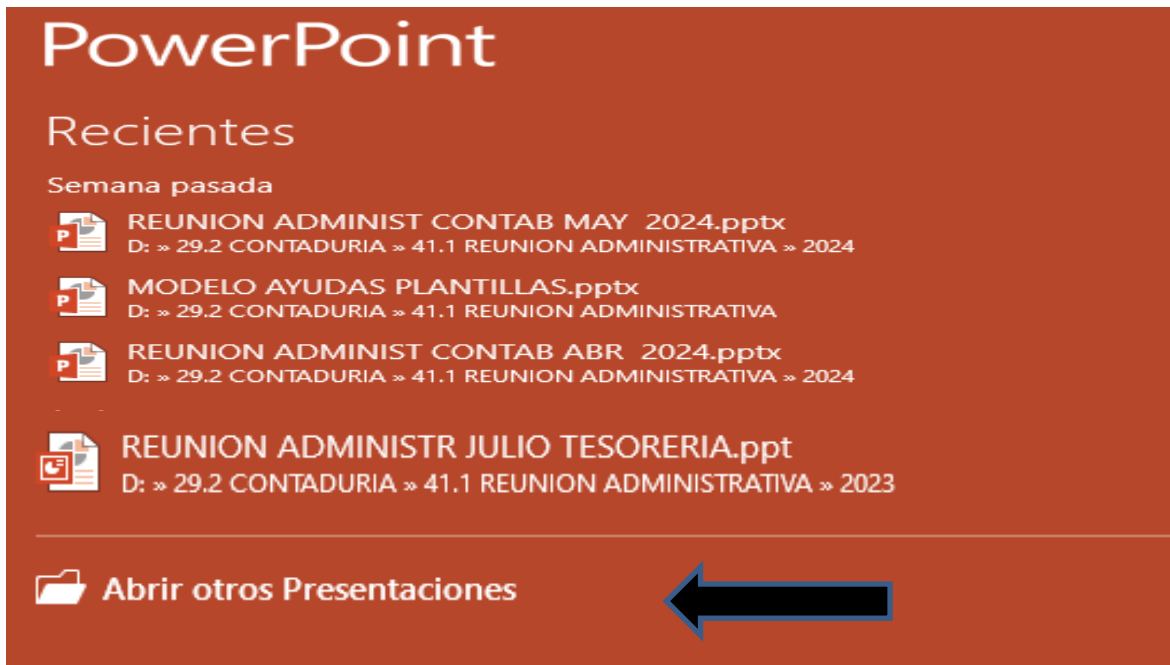 PowerPoint
Recientes
Semana pasada
REUNION ADMINIST CONTAB MAY 2024.pptx
D: » 29.2 CONTADURIA » 41.1 REUNION ADMINISTRATIVA » 2024
MODELO AYUDAS PLANTILLAS.pptx
D: » 29.2 CONTADURIA » 41.1 REUNION ADMINISTRATIVA
REUNION ADMINIST CONTAB ABR 2024.pptx
D: » 29.2 CONTADURIA » 41.1 REUNION ADMINISTRATIVA » 2024
REUNION ADMINISTR JULIO TESORERIA.ppt
D: » 29.2 CONTADURIA » 41.1 REUNION ADMINISTRATIVA » 2023
Abrir otros Presentaciones